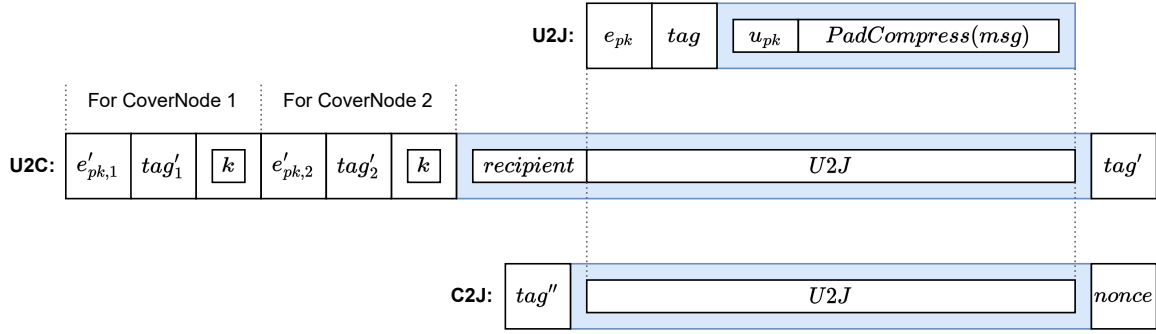 U2J: e_pk tag u_pk PadCompress(msg)
For CoverNode 1 For CoverNode 2
U2C: e'_pk,1 tag'_1 k e'_pk,2 tag'_2 k recipient U2J tag'
C2J: tag'' U2J nonce